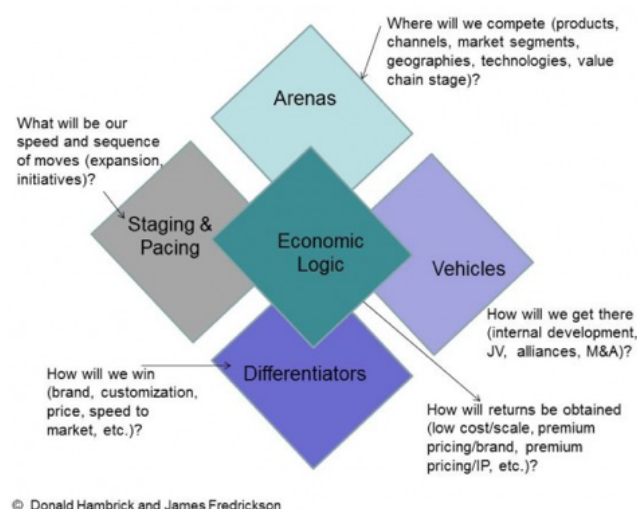 Where will we compete (products,
channels, market segments,
geographies, technologies, value
chain stage)?
Arenas
What will be our
speed and sequence
of moves (expansion,
initiatives)?
Staging &
Pacing
Economic
Logic
Vehicles
How will we get there
(internal development,
JV, alliances, M&A)?
Differentiators
How will we win
(brand, customization,
price, speed to
market, etc.)?
How will returns be obtained
(low cost/scale, premium
pricing/brand, premium
pricing/IP, etc.)?
© Donald Hambrick and James Fredrickson